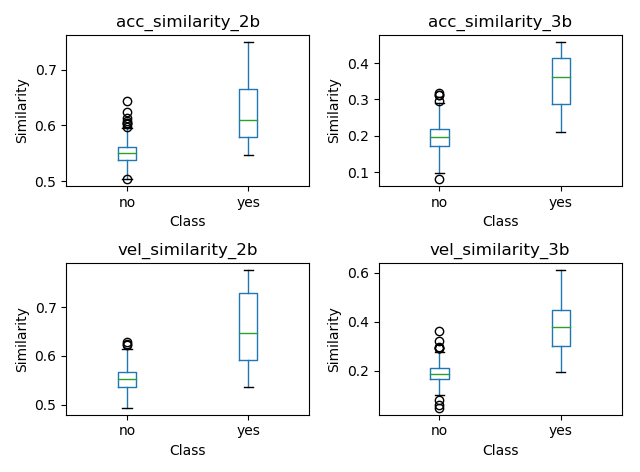 acc_similarity_2b
Similarity
0.7
0.6
0.5
no yes
Class
acc_similarity_3b
Similarity
0.4
0.3
0.2
0.1
no yes
Class
vel_similarity_2b
Similarity
0.7
0.6
0.5
no yes
Class
vel_similarity_3b
Similarity
0.6
0.4
0.2
no yes
Class